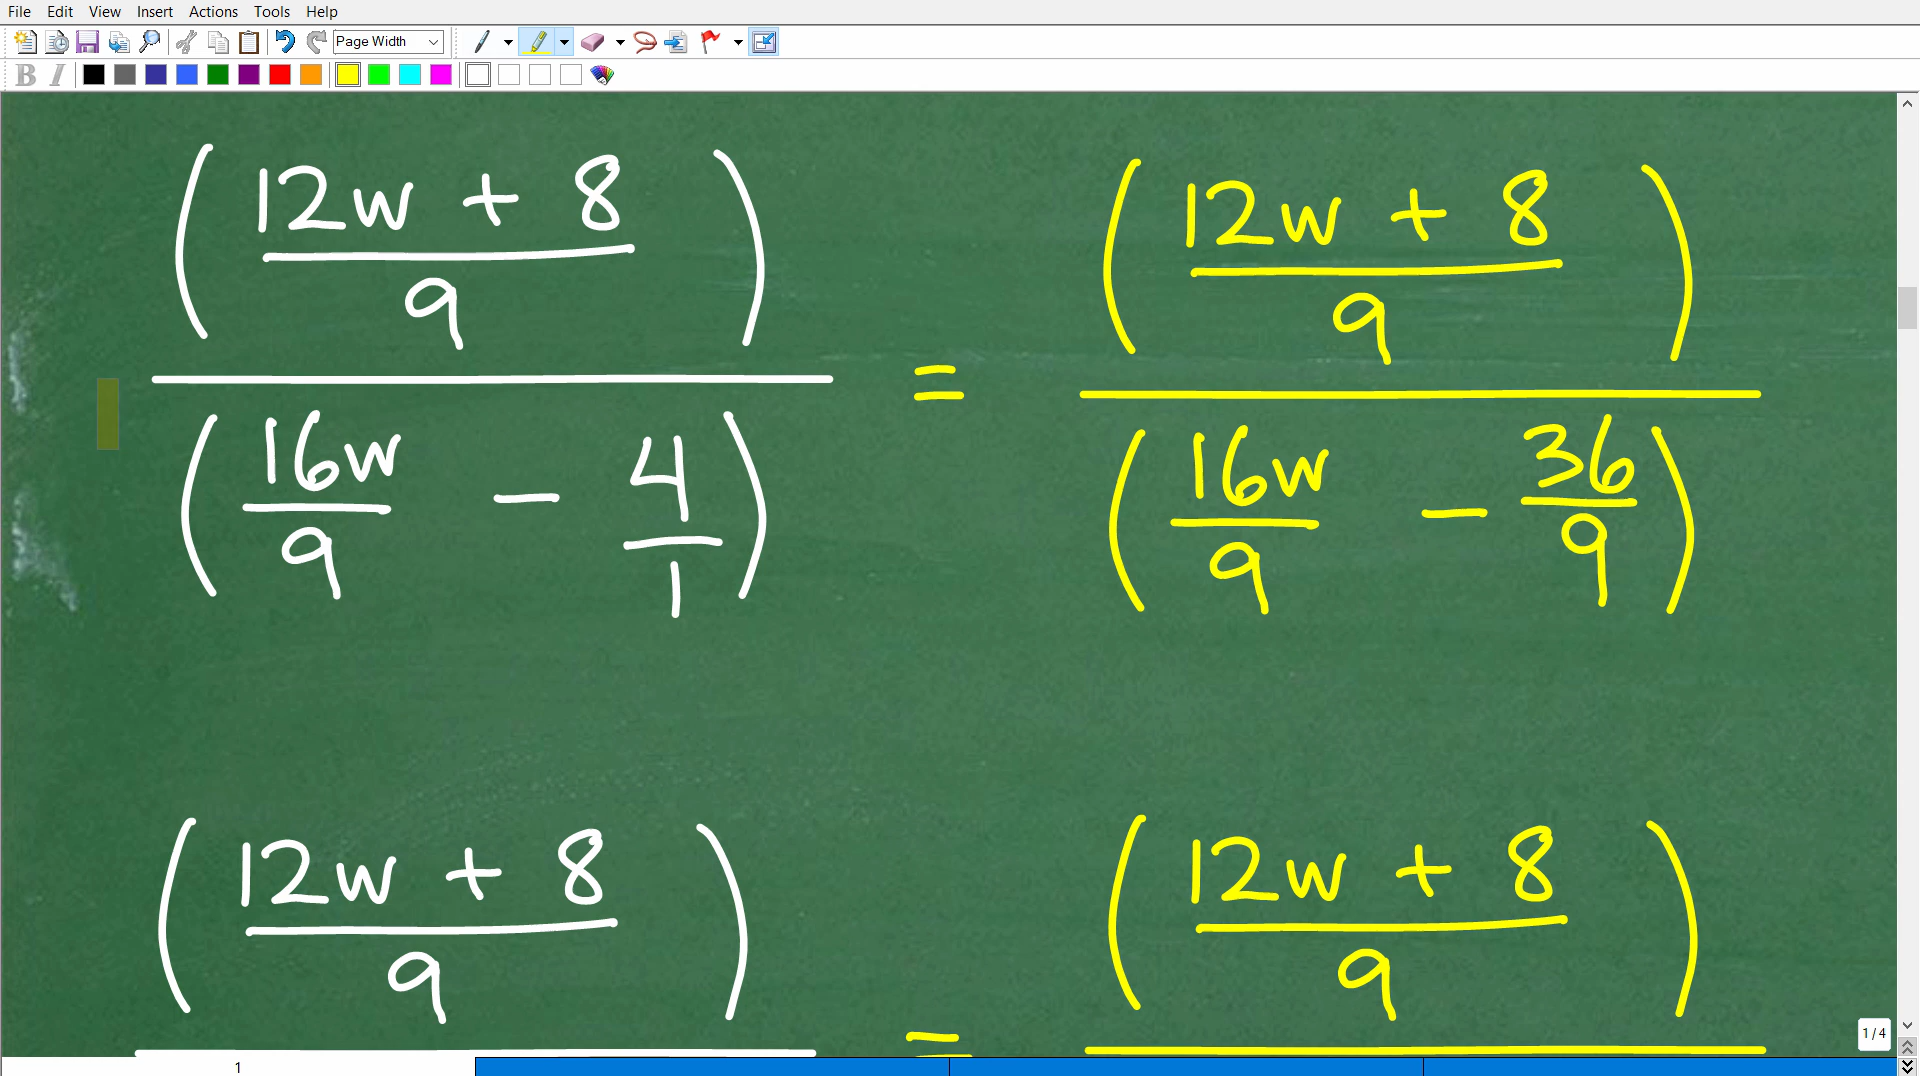 File Edit View Insert Actions Tools Help
Page Width
B I
( 12w + 8 ) ( 12w + 8 )
9 9
= 
( 16w - 4 ) ( 16w - 36 )
9 1 9 9
( 12w + 8 ) ( 12w + 8 )
9 9
=
1 / 4
1